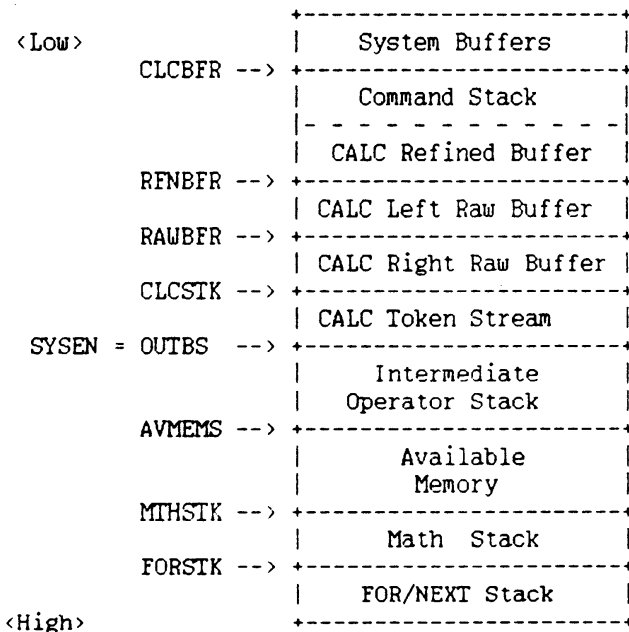 +-----------------------+
<Low> | System Buffers |
CLCBFR --> +-----------------------+
| Command Stack |
|- - - - - - - - - - - -|
| CALC Refined Buffer |
RFNBFR --> +-----------------------+
| CALC Left Raw Buffer |
RAWBFR --> +-----------------------+
| CALC Right Raw Buffer |
CLCSTK --> +-----------------------+
| CALC Token Stream |
SYSEN = OUTBS --> +-----------------------+
| Intermediate |
| Operator Stack |
AVMEMS --> +-----------------------+
| Available |
| Memory |
MTHSTK --> +-----------------------+
| Math Stack |
FORSTK --> +-----------------------+
| FOR/NEXT Stack |
<High> +-----------------------+